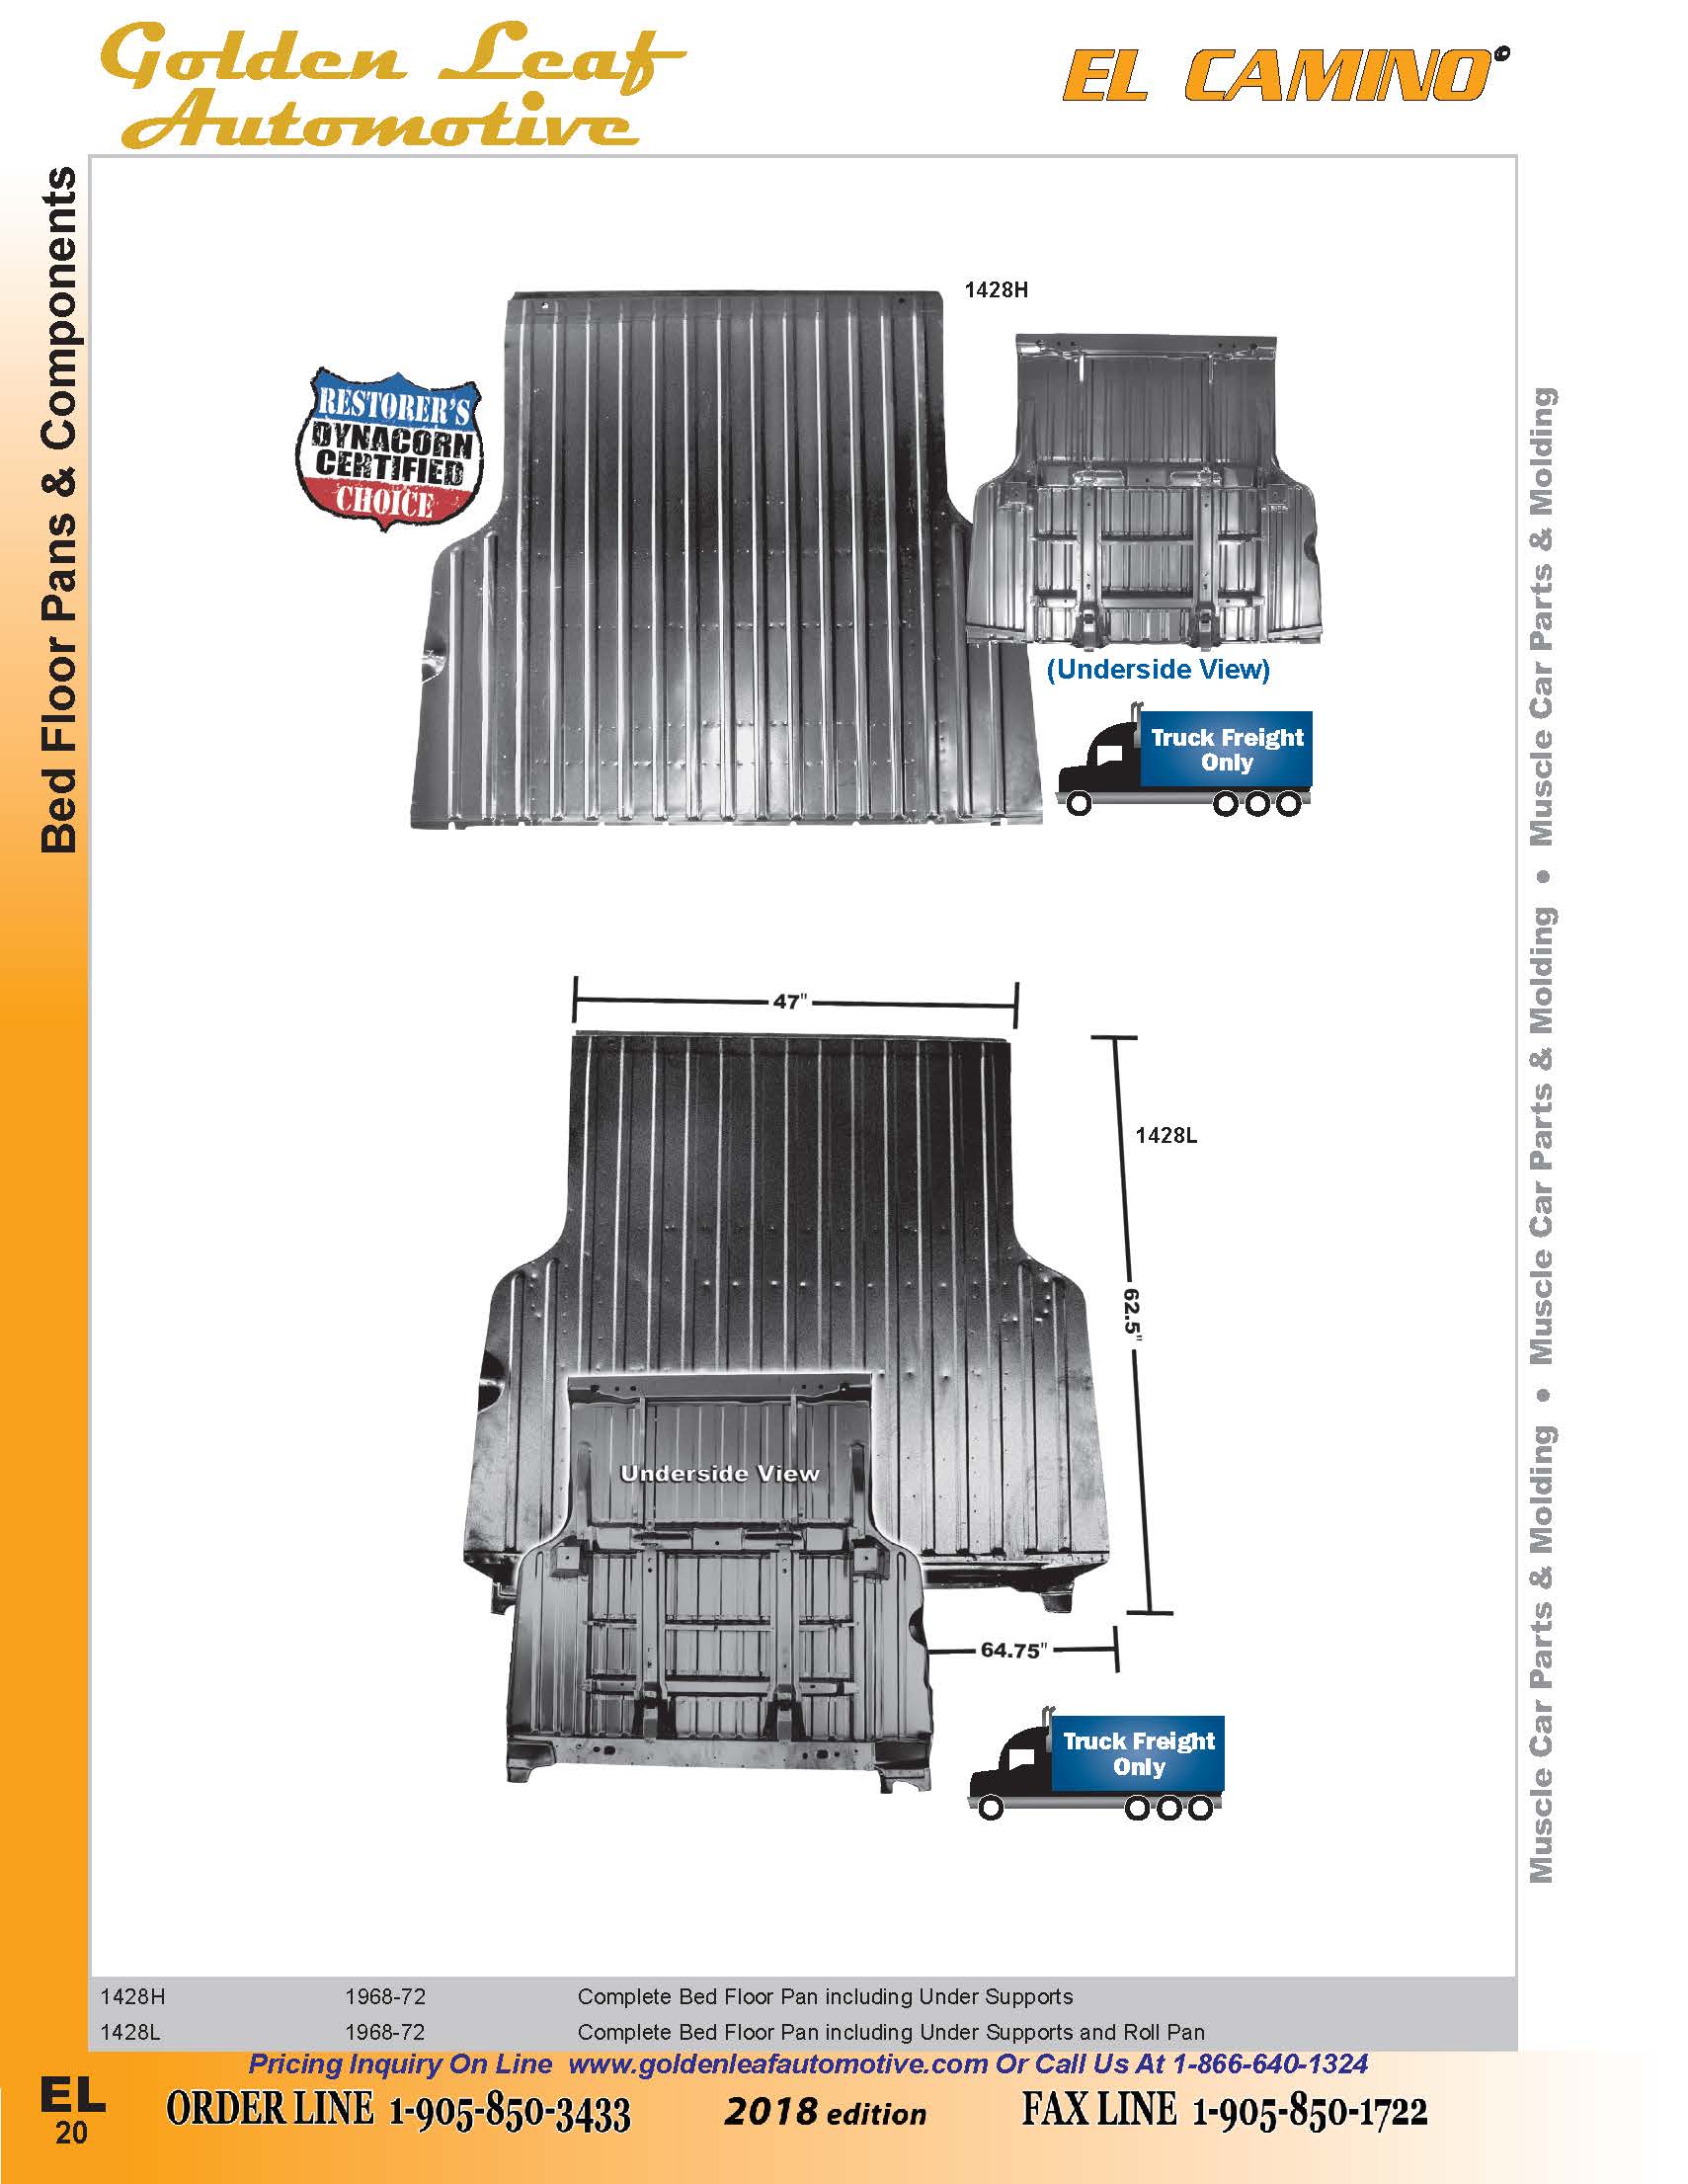 Golden Leaf
Automotive
EL CAMINO
Bed Floor Pans & Components
1428H
RESTORER'S
DYNACORN
CERTIFIED
CHOICE
(Underside View)
Truck Freight
Only
47"
1428L
62.5"
Underside View
64.75"
Truck Freight
Only
Muscle Car Parts & Molding • Muscle Car Parts & Molding • Muscle Car Parts & Molding
1428H 1968-72 Complete Bed Floor Pan including Under Supports
1428L 1968-72 Complete Bed Floor Pan including Under Supports and Roll Pan
Pricing Inquiry On Line www.goldenleafautomotive.com Or Call Us At 1-866-640-1324
EL
20
ORDER LINE 1-905-850-3433 2018 edition FAX LINE 1-905-850-1722